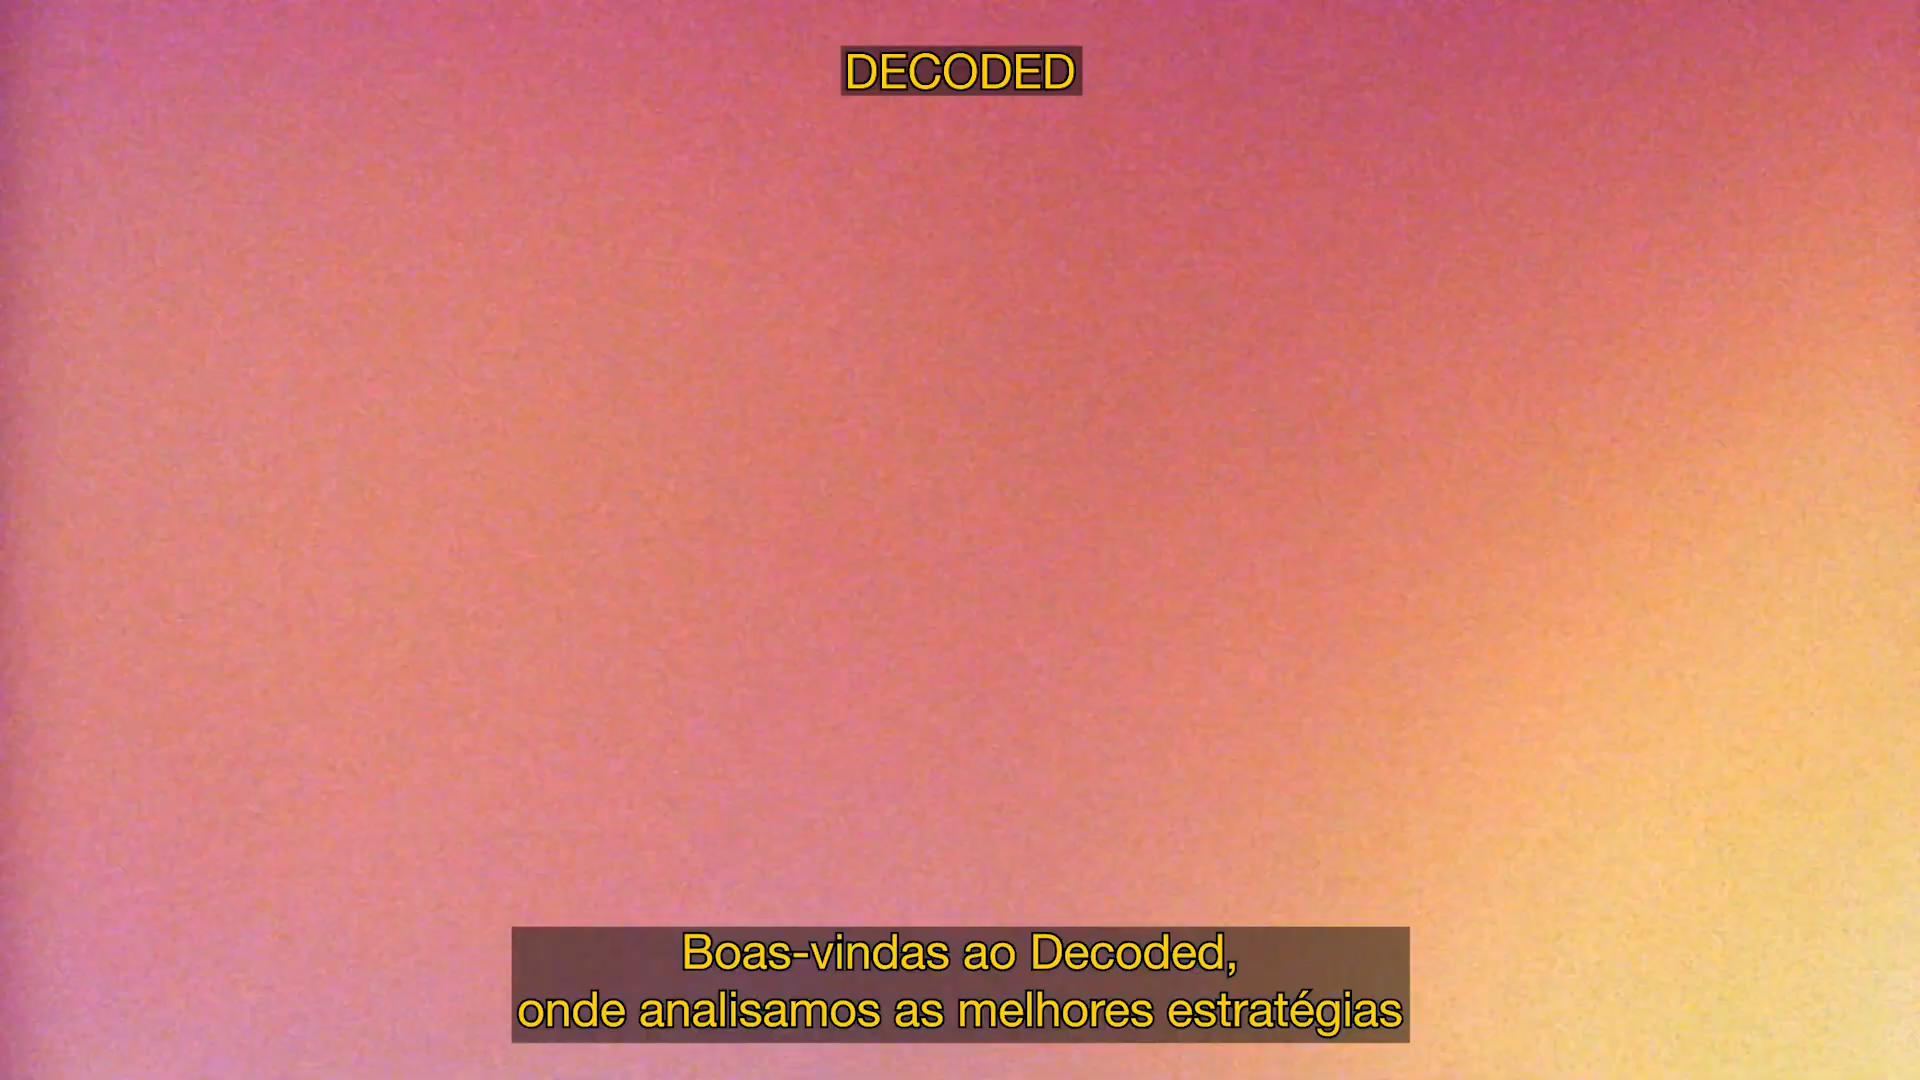 DECODED
Boas-vindas ao Decoded,
onde analisamos as melhores estratégias